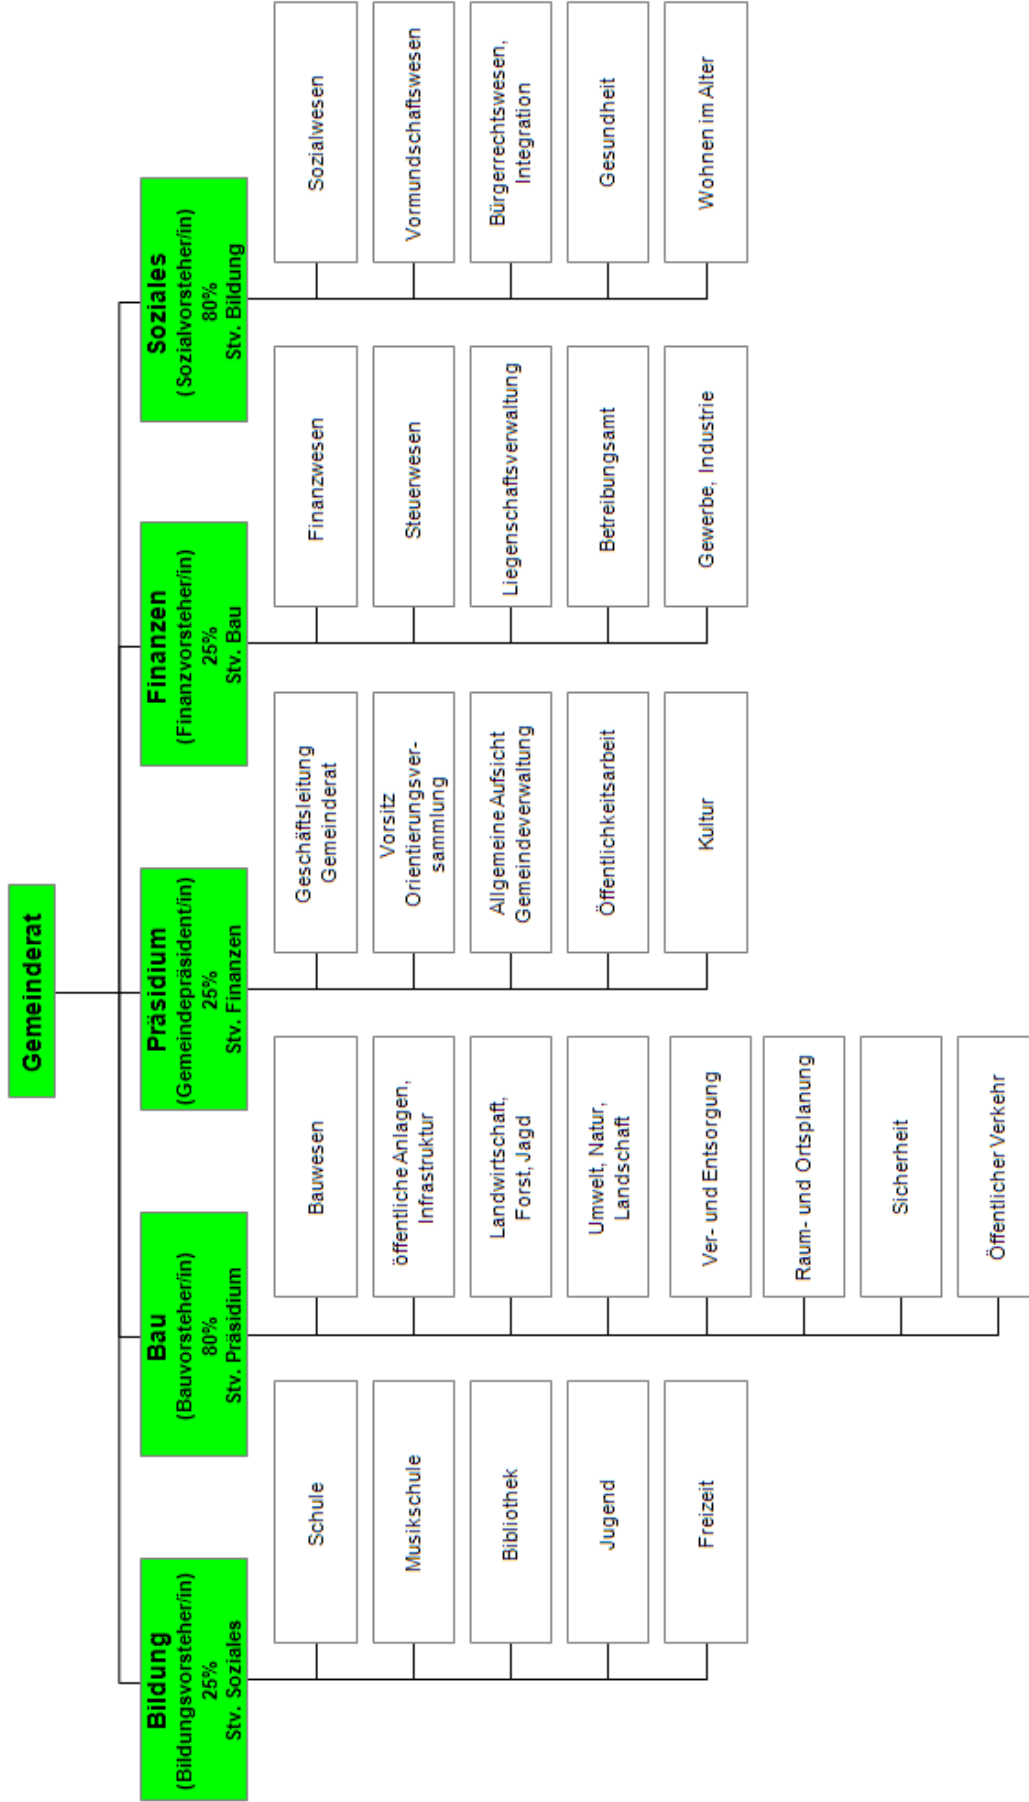 Gemeinderat
Bildung
(Bildungsvorsteher/in)
25%
Stv. Soziales
Schule
Musikschule
Bibliothek
Jugend
Freizeit
Bau
(Bauvorsteher/in)
80%
Stv. Präsidium
Bauwesen
öffentliche Anlagen,
Infrastruktur
Landwirtschaft,
Forst, Jagd
Umwelt, Natur,
Landschaft
Ver- und Entsorgung
Raum- und Ortsplanung
Sicherheit
Öffentlicher Verkehr
Präsidium
(Gemeindepräsident/in)
25%
Stv. Finanzen
Geschäftsleitung
Gemeinderat
Vorsitz
Orientierungsver-
sammlung
Allgemeine Aufsicht
Gemeindeverwaltung
Öffentlichkeitsarbeit
Kultur
Finanzen
(Finanzvorsteher/in)
25%
Stv. Bau
Finanzwesen
Steuerwesen
Liegenschaftsverwaltung
Betreibungsamt
Gewerbe, Industrie
Soziales
(Sozialvorsteher/in)
80%
Stv. Bildung
Sozialwesen
Vormundschaftswesen
Bürgerrechtswesen,
Integration
Gesundheit
Wohnen im Alter